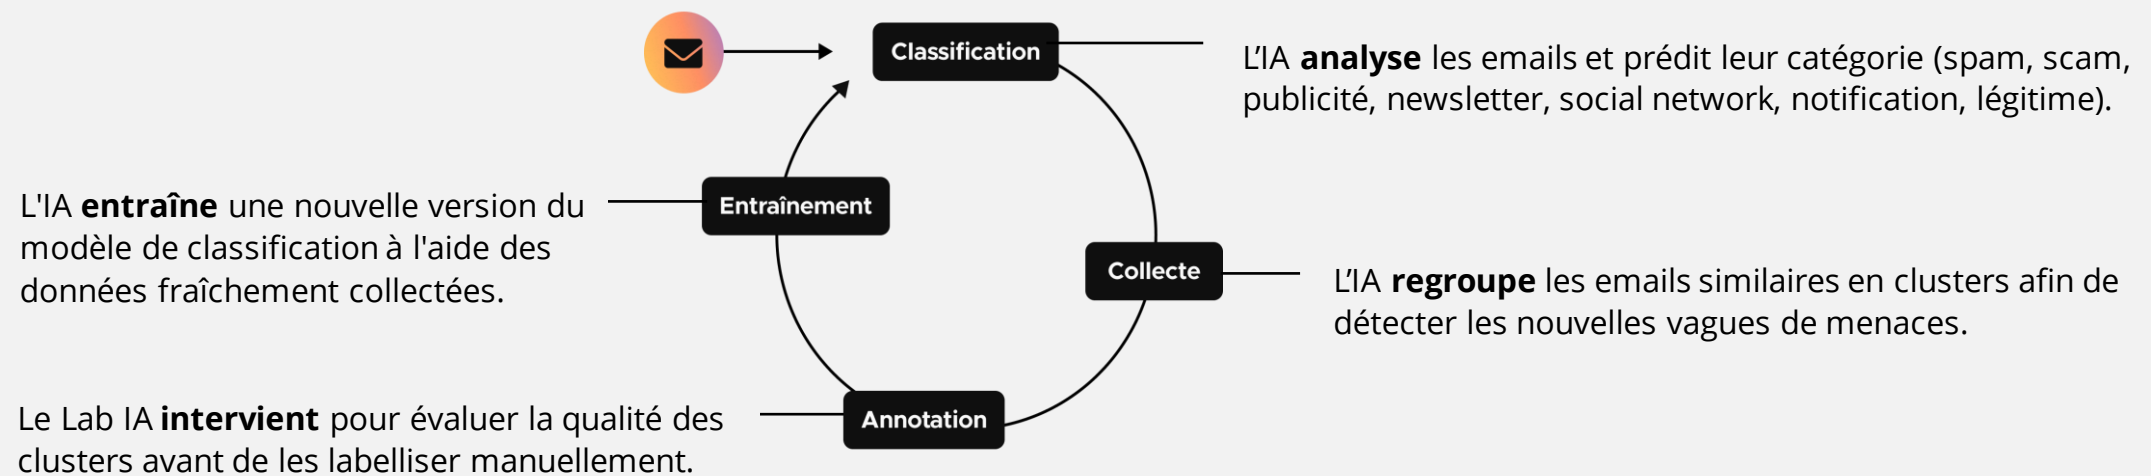 Classification
L’IA analyse les emails et prédit leur catégorie (spam, scam,
publicité, newsletter, social network, notification, légitime).
Entraînement
L'IA entraîne une nouvelle version du
modèle de classification à l'aide des
données fraîchement collectées.
Collecte
L’IA regroupe les emails similaires en clusters afin de
détecter les nouvelles vagues de menaces.
Annotation
Le Lab IA intervient pour évaluer la qualité des
clusters avant de les labelliser manuellement.